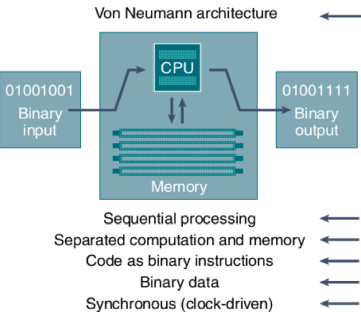 Von Neumann architecture
CPU
01001001
Binary
input
01001111
Binary
output
Memory
Sequential processing
Separated computation and memory
Code as binary instructions
Binary data
Synchronous (clock-driven)